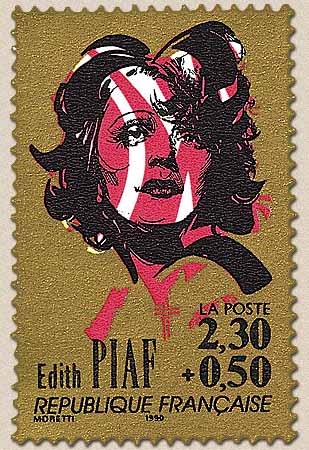 LA POSTE
2,30
Edith PIAF +0,50
REPUBLIQUE FRANÇAISE
MORETTI 1990